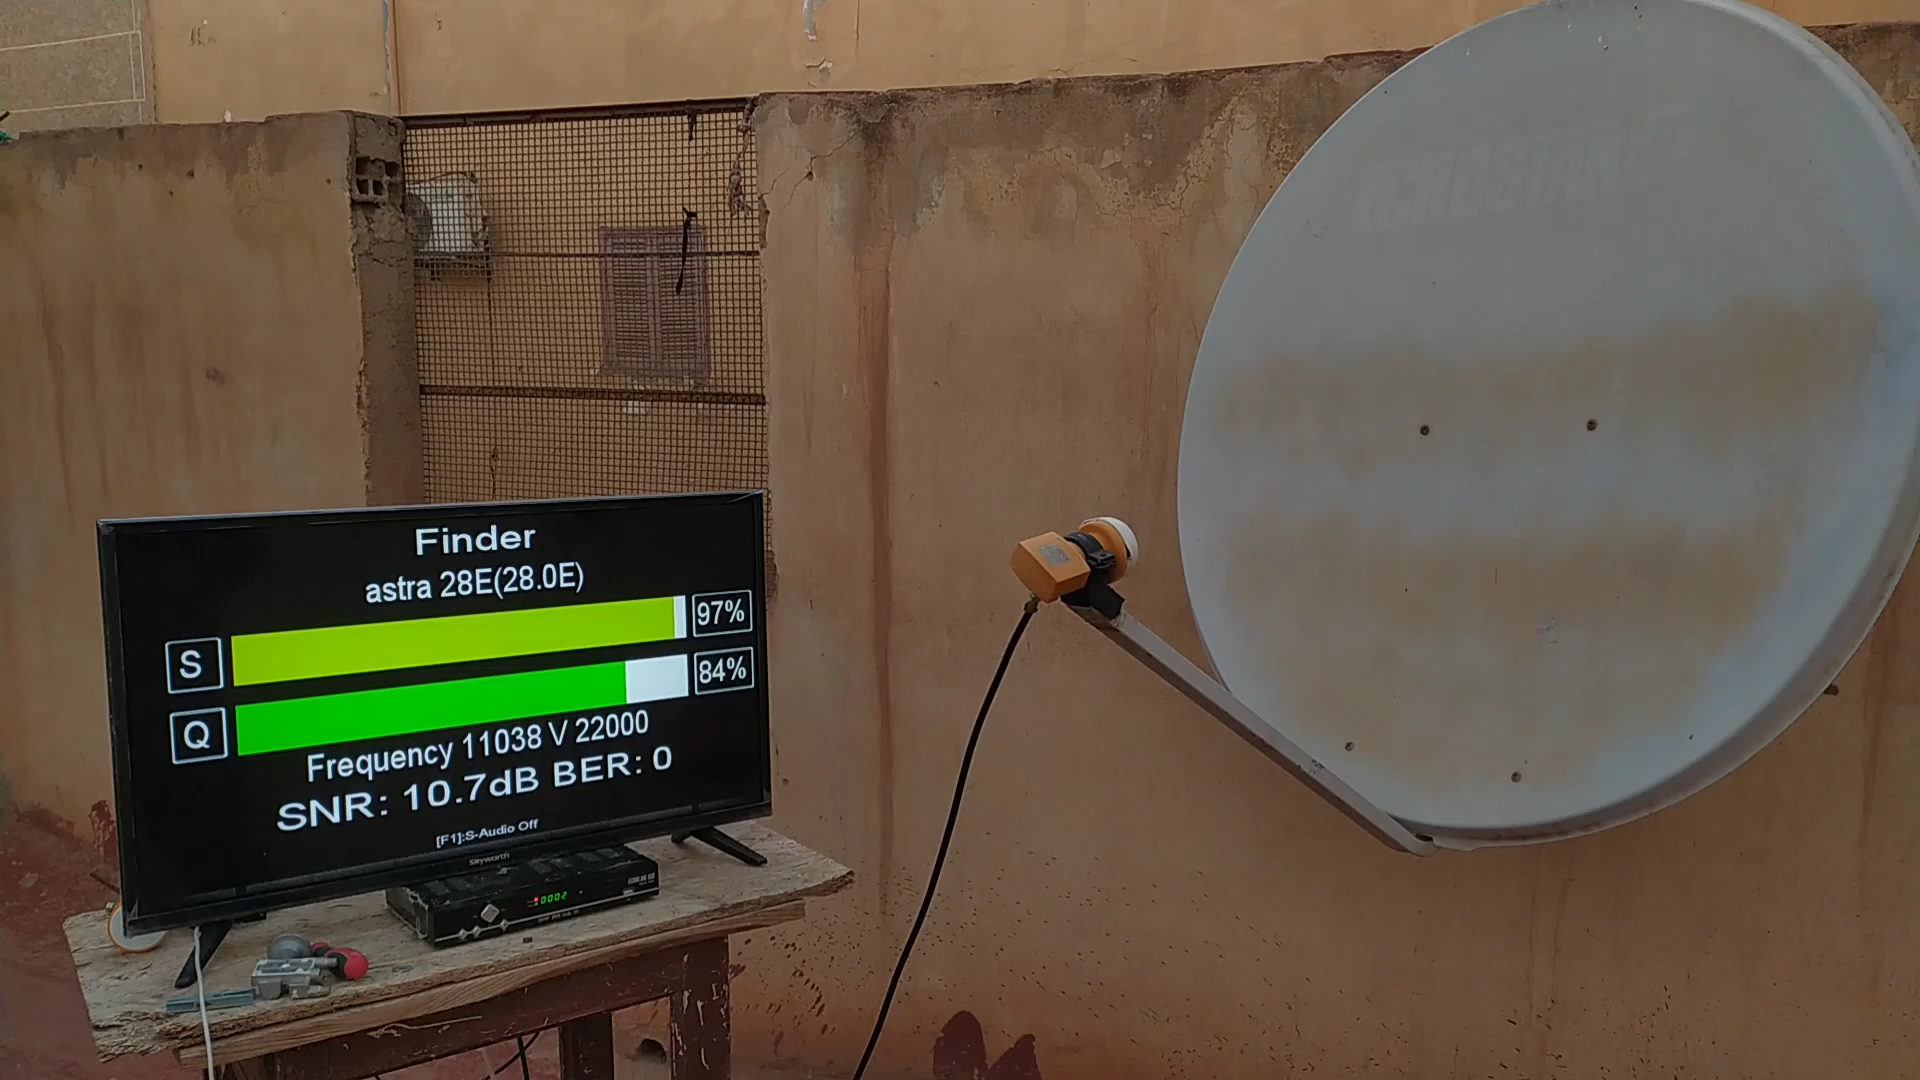 Finder
astra 28E(28.0E)
S 97%
Q 84%
Frequency 11038 V 22000
SNR: 10.7dB BER: 0
[F1]:S-Audio Off
Skyworth
0002